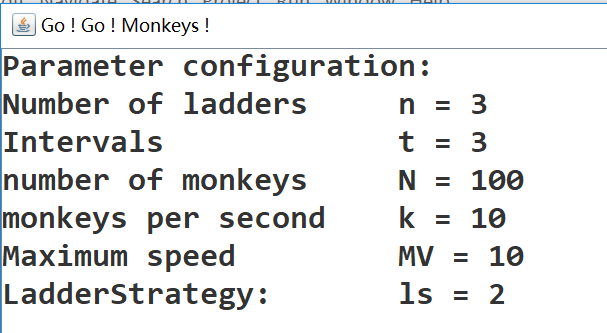 Go ! Go ! Monkeys !
Parameter configuration:
Number of ladders     n = 3
Intervals             t = 3
number of monkeys     N = 100
monkeys per second    k = 10
Maximum speed         MV = 10
LadderStrategy:       ls = 2